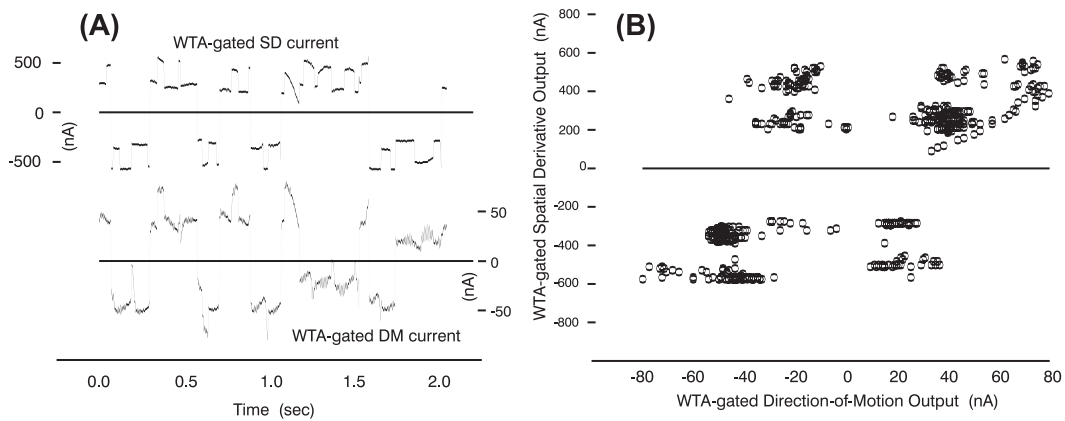 (A)
WTA-gated SD current
500
0
-500
(nA)
50
0
-50
(nA)
WTA-gated DM current
0.0 0.5 1.0 1.5 2.0
Time (sec)
(B)
WTA-gated Spatial Derivative Output (nA)
800
600
400
200
0
-200
-400
-600
-800
-80 -60 -40 -20 0 20 40 60 80
WTA-gated Direction-of-Motion Output (nA)